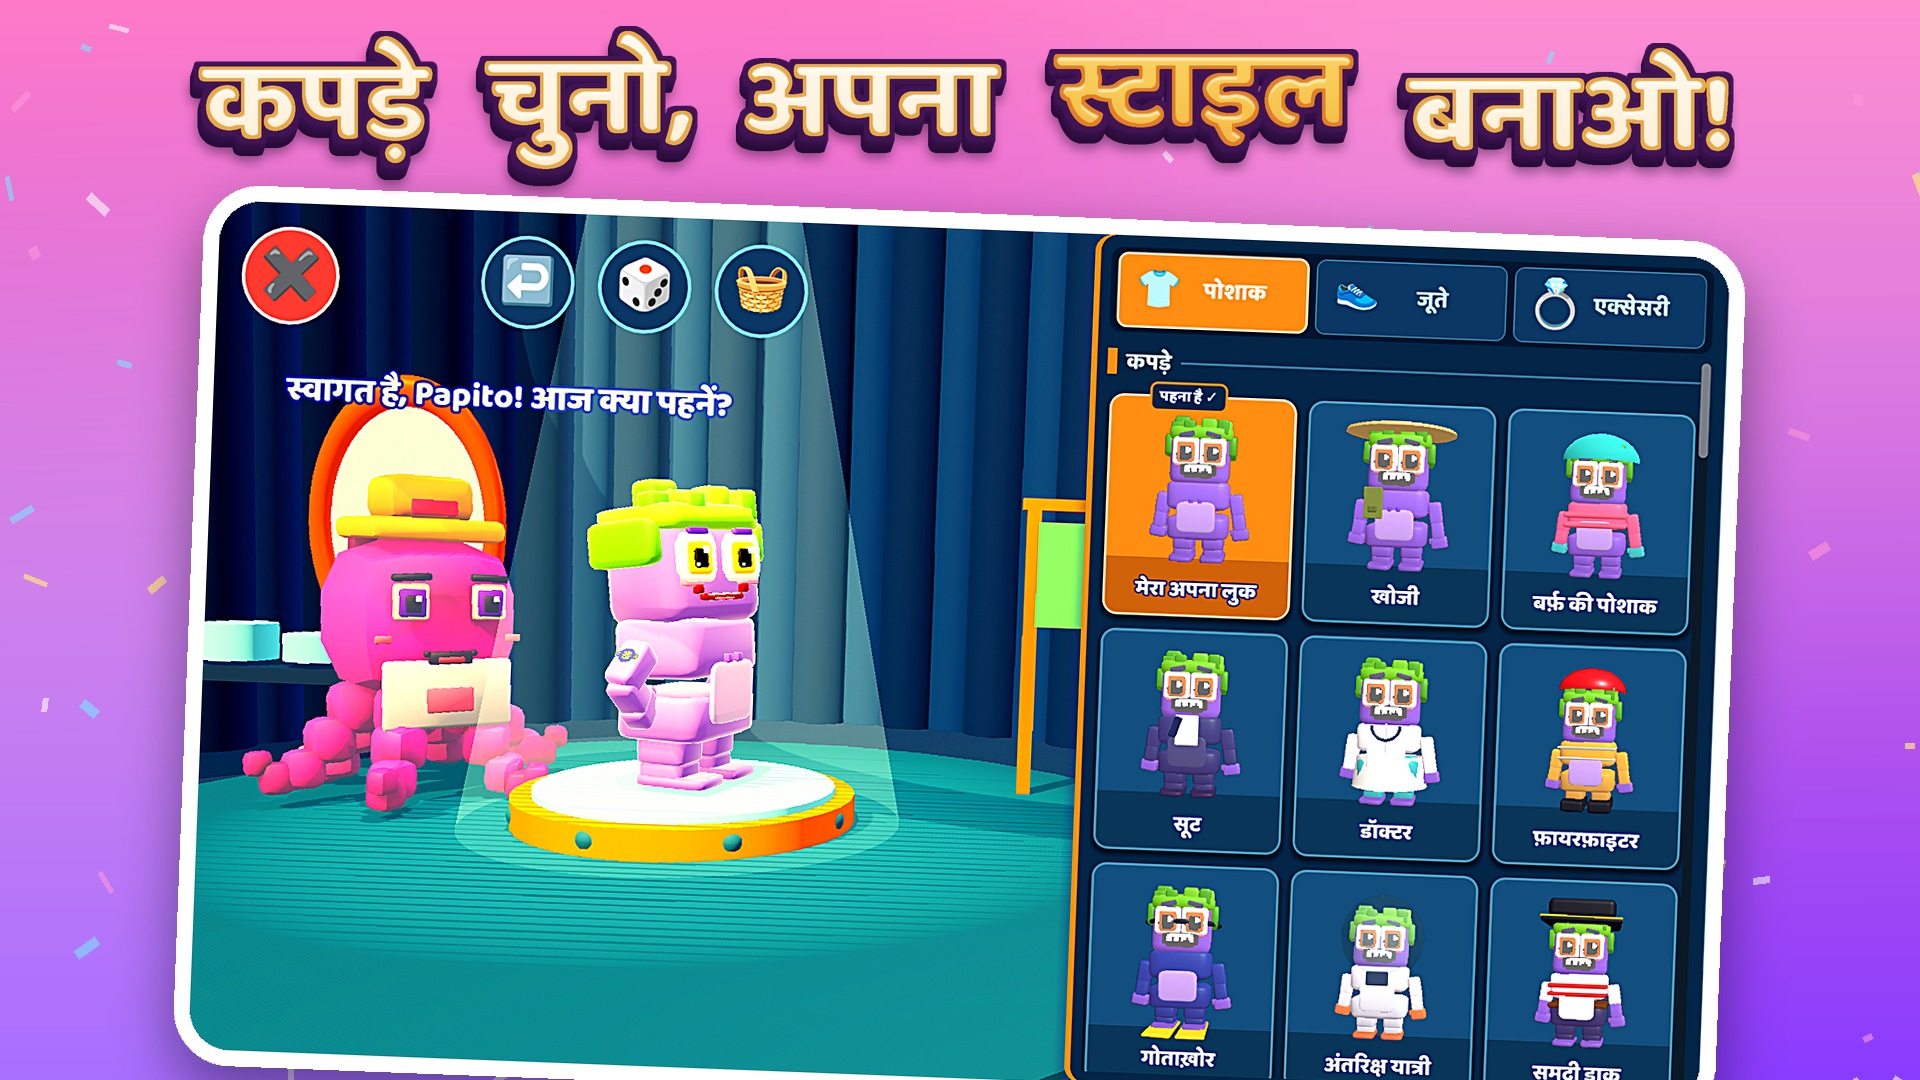 कपड़े चुनो, अपना स्टाइल बनाओ!
स्वागत है, Papito! आज क्या पहनें?
पोशाक
जूते
एक्सेसरी
कपड़े
पहना है ✓
मेरा अपना लुक
खोजी
बर्फ़ की पोशाक
सूट
डॉक्टर
फ़ायरफ़ाइटर
गोताख़ोर
अंतरिक्ष यात्री